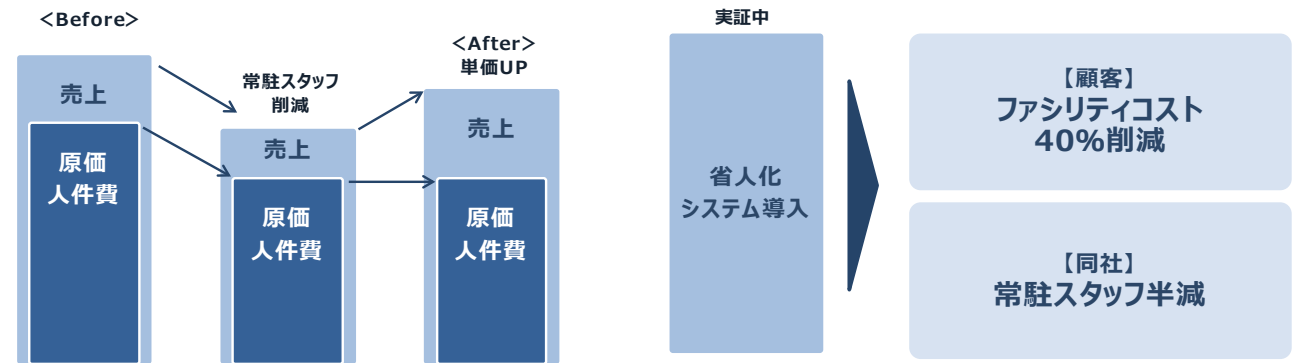 <Before>
売上
原価
人件費
常駐スタッフ
削減
売上
原価
人件費
<After>
単価UP
売上
原価
人件費
実証中
省人化
システム導入
【顧客】
ファシリティコスト
40%削減
【同社】
常駐スタッフ半減